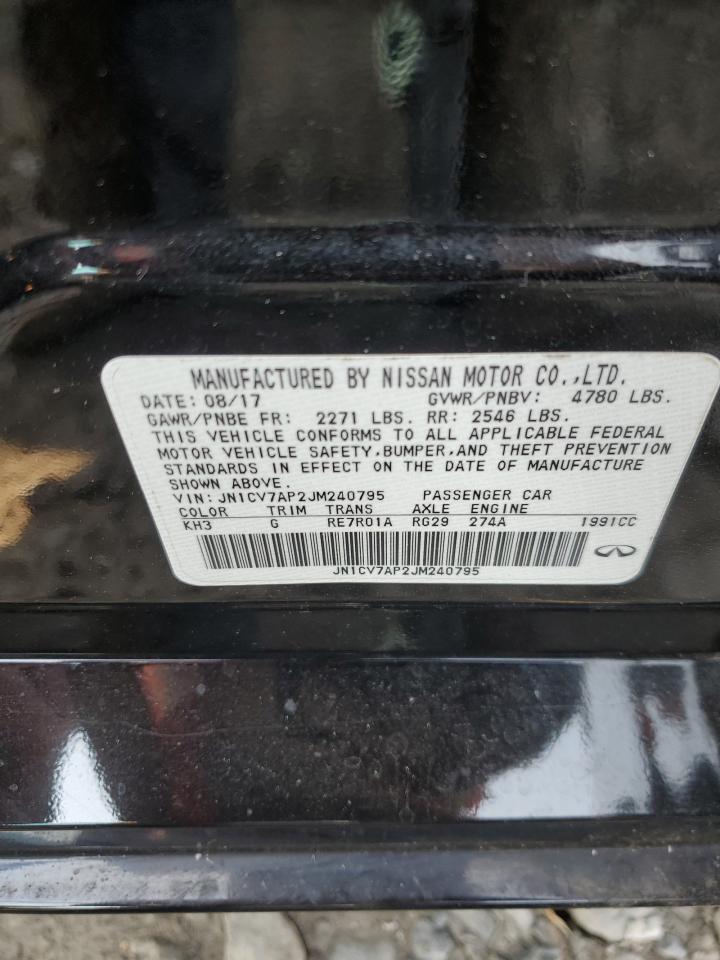 MANUFACTURED BY NISSAN MOTOR CO.,LTD.
DATE: 08/17 GVWR/PNBV: 4780 LBS.
GAWR/PNBE FR: 2271 LBS. RR: 2546 LBS.
THIS VEHICLE CONFORMS TO ALL APPLICABLE FEDERAL
MOTOR VEHICLE SAFETY,BUMPER,AND THEFT PREVENTION
STANDARDS IN EFFECT ON THE DATE OF MANUFACTURE
SHOWN ABOVE.
VIN: JN1CV7AP2JM240795 PASSENGER CAR
COLOR TRIM TRANS AXLE ENGINE
KH3 G RE7R01A RG29 274A 1991CC
JN1CV7AP2JM240795